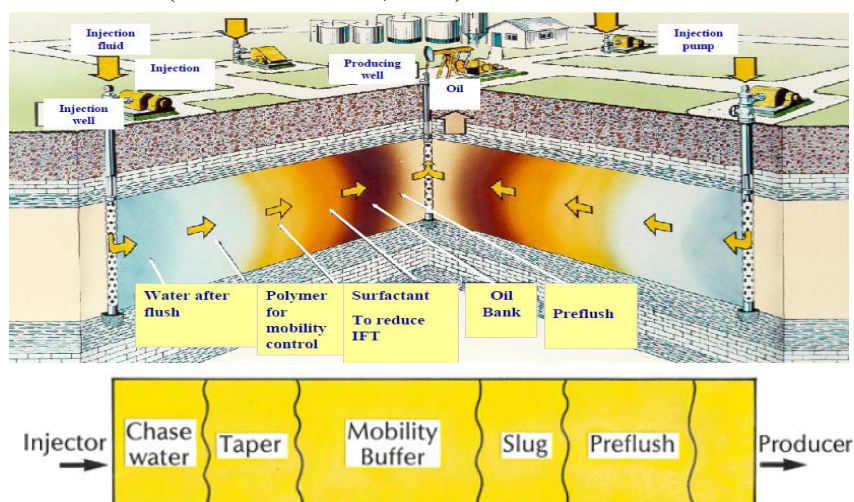 Injection
fluid
Injection
Injection
well
Producing
well
Oil
Injection
pump
Water after
flush
Polymer
for
mobility
control
Surfactant
To reduce
IFT
Oil
Bank
Preflush
Injector
Chase
water
Taper
Mobility
Buffer
Slug
Preflush
Producer